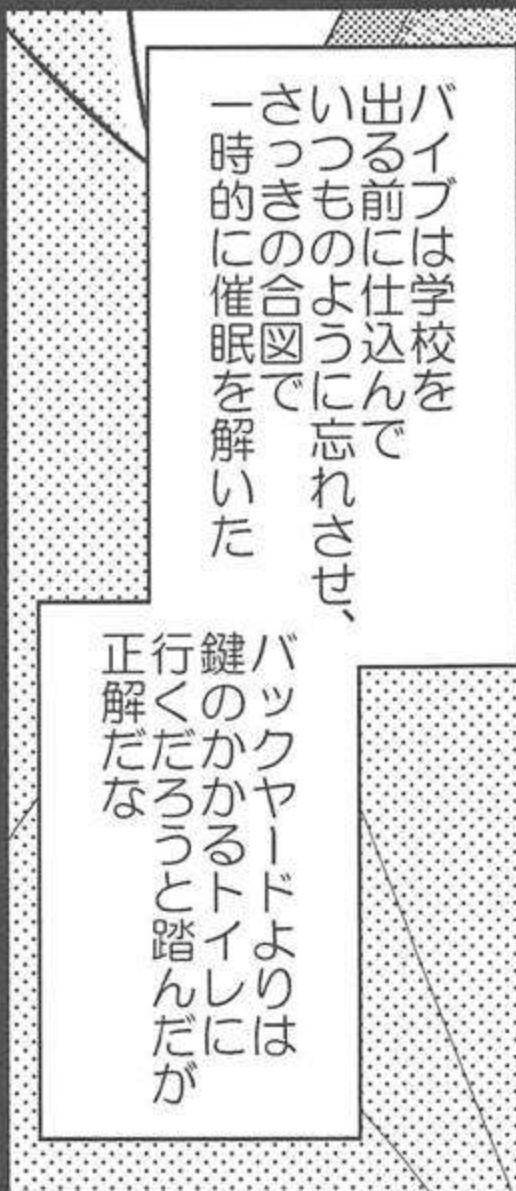 バイブは学校を
出る前に仕込んで
いつものように忘れさせ、
さっきの合図で
一時的に催眠を解いた
バックヤードよりは
鍵のかかるトイレに
行くだろうと踏んだが
正解だな